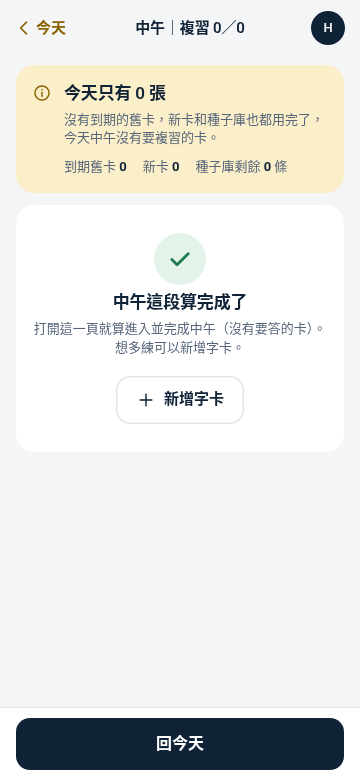 今天
中午｜複習 0／0
H
今天只有 0 張
沒有到期的舊卡，新卡和種子庫也都用完了，
今天中午沒有要複習的卡。
到期舊卡 0 新卡 0 種子庫剩餘 0 條
中午這段算完成了
打開這一頁就算進入並完成中午（沒有要答的卡）。
想多練可以新增字卡。
新增字卡
回今天